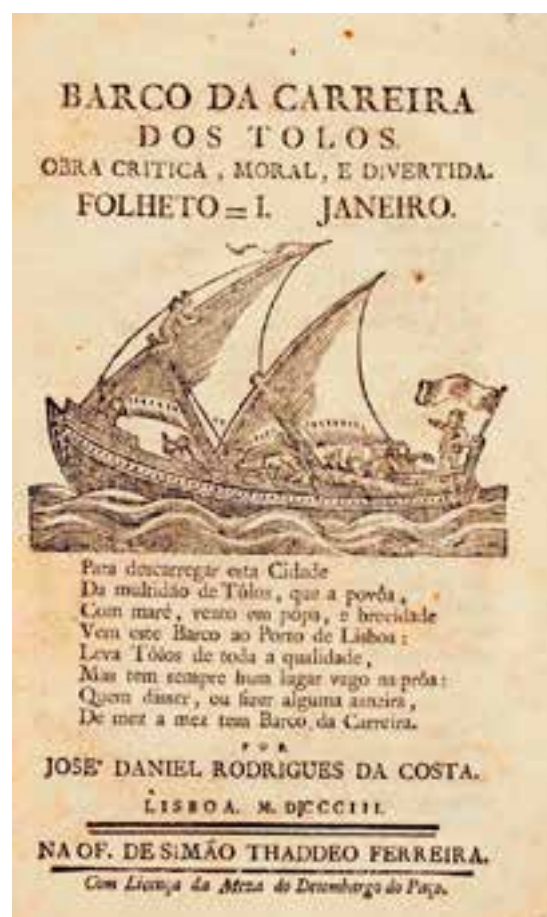 BARCO DA CARREIRA
DOS TOLOS.
OBRA CRITICA, MORAL, E DIVERTIDA.
FOLHETO = I. JANEIRO.
Para descarregar esta Cidade
Da multidão de Tólos, que a povôa,
Com maré, vento em pôpa, e brevidade
Vem este Barco ao Porto de Lisboa:
Leva Tólos de toda a qualidade,
Mas tem sempre hum lugar vago na prôa:
Quem disser, ou fizer alguma asneira,
De mez a mez tem Barco da Carreira.
POR
JOSE' DANIEL RODRIGUES DA COSTA.
LISBOA. M. DCCCIII.
NA OF. DE SIMÃO THADDEO FERREIRA.
Com Licença da Meza do Desembargo do Paço.